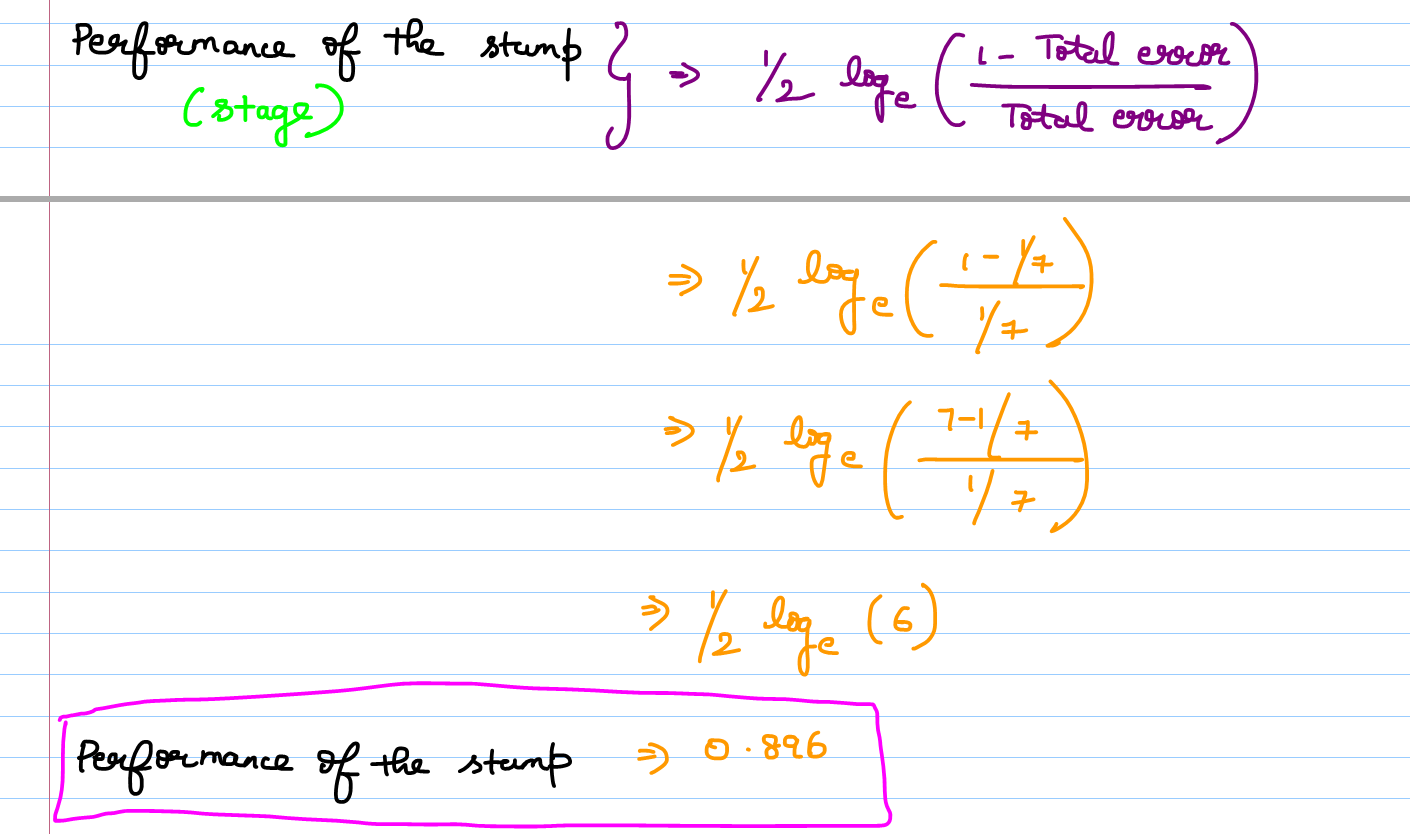 Performance of the stump } ⇒ 1/2 logₑ ( (1 - Total error) / (Total error) )
(stage)
⇒ 1/2 logₑ ( (1 - 1/7) / (1/7) )
⇒ 1/2 logₑ ( (7-1/7) / (1/7) )
⇒ 1/2 logₑ (6)
Performance of the stump ⇒ 0.896